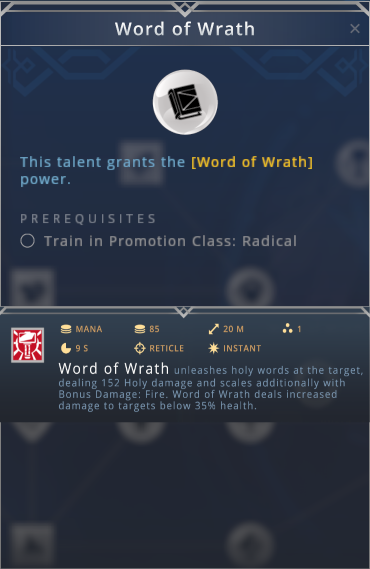 Word of Wrath
This talent grants the [Word of Wrath]
power.
PREREQUISITES
Train in Promotion Class: Radical
MANA 85 20 M 1
9 S RETICLE INSTANT
Word of Wrath unleashes holy words at the target,
dealing 152 Holy damage and scales additionally with
Bonus Damage: Fire. Word of Wrath deals increased
damage to targets below 35% health.